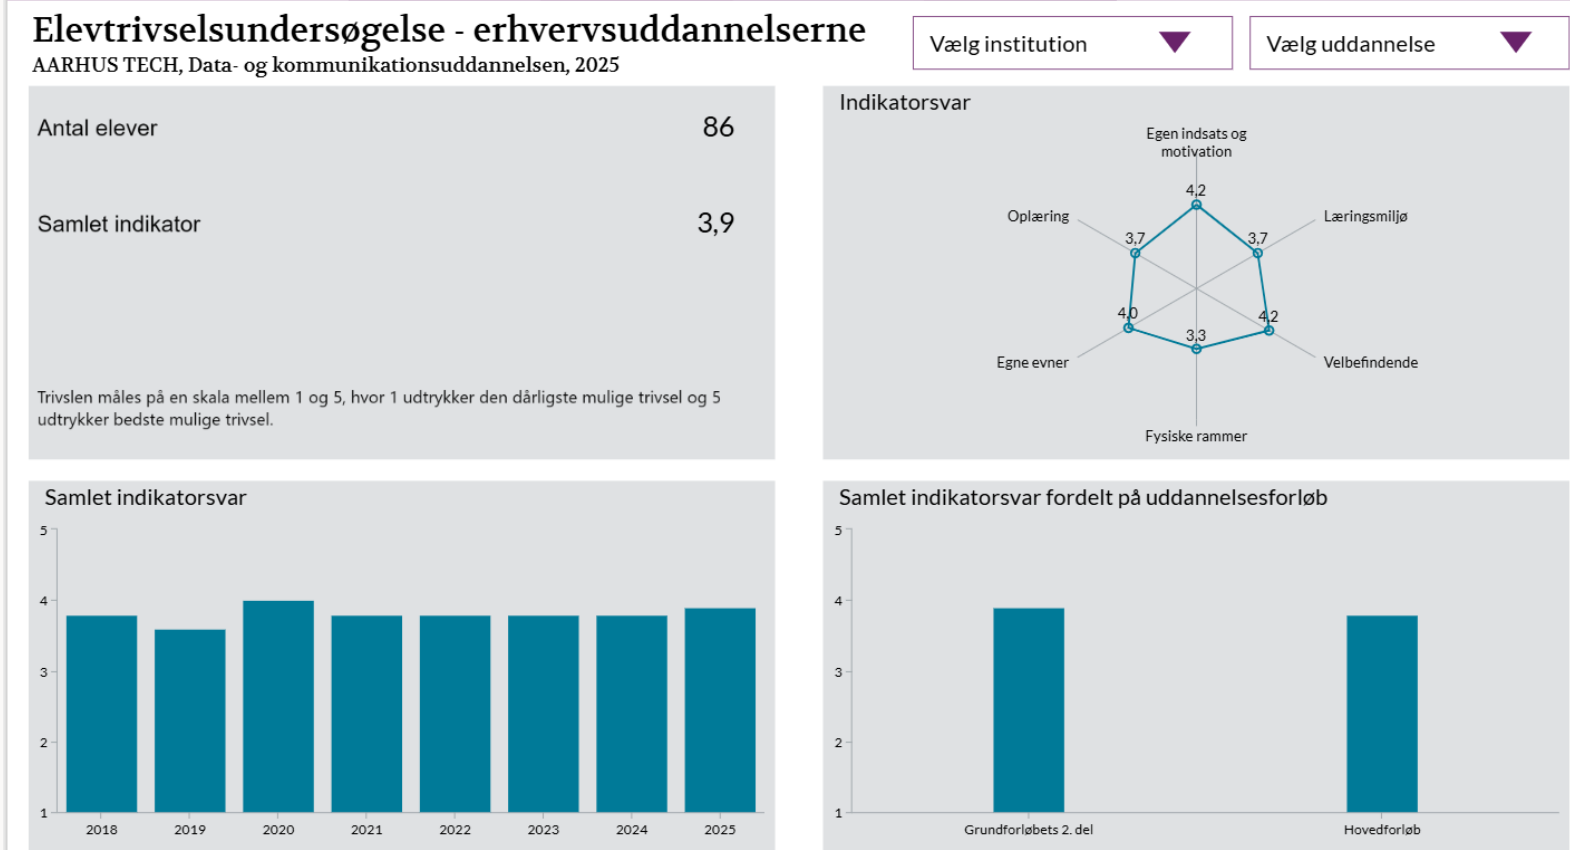 Elevtrivselsundersøgelse - erhvervsuddannelserne
AARHUS TECH, Data- og kommunikationsuddannelsen, 2025
Vælg institution
Vælg uddannelse
Antal elever
86
Samlet indikator
3,9
Trivslen måles på en skala mellem 1 og 5, hvor 1 udtrykker den dårligste mulige trivsel og 5
udtrykker bedste mulige trivsel.
Indikatorsvar
Egen indsats og
motivation
4,2
Oplæring
Læringsmiljø
3,7
3,7
4,0
4,2
3,3
Egne evner
Velbefindende
Fysiske rammer
Samlet indikatorsvar
5
4
3
2
1
2018
2019
2020
2021
2022
2023
2024
2025
Samlet indikatorsvar fordelt på uddannelsesforløb
5
4
3
2
1
Grundforløbets 2. del
Hovedforløb